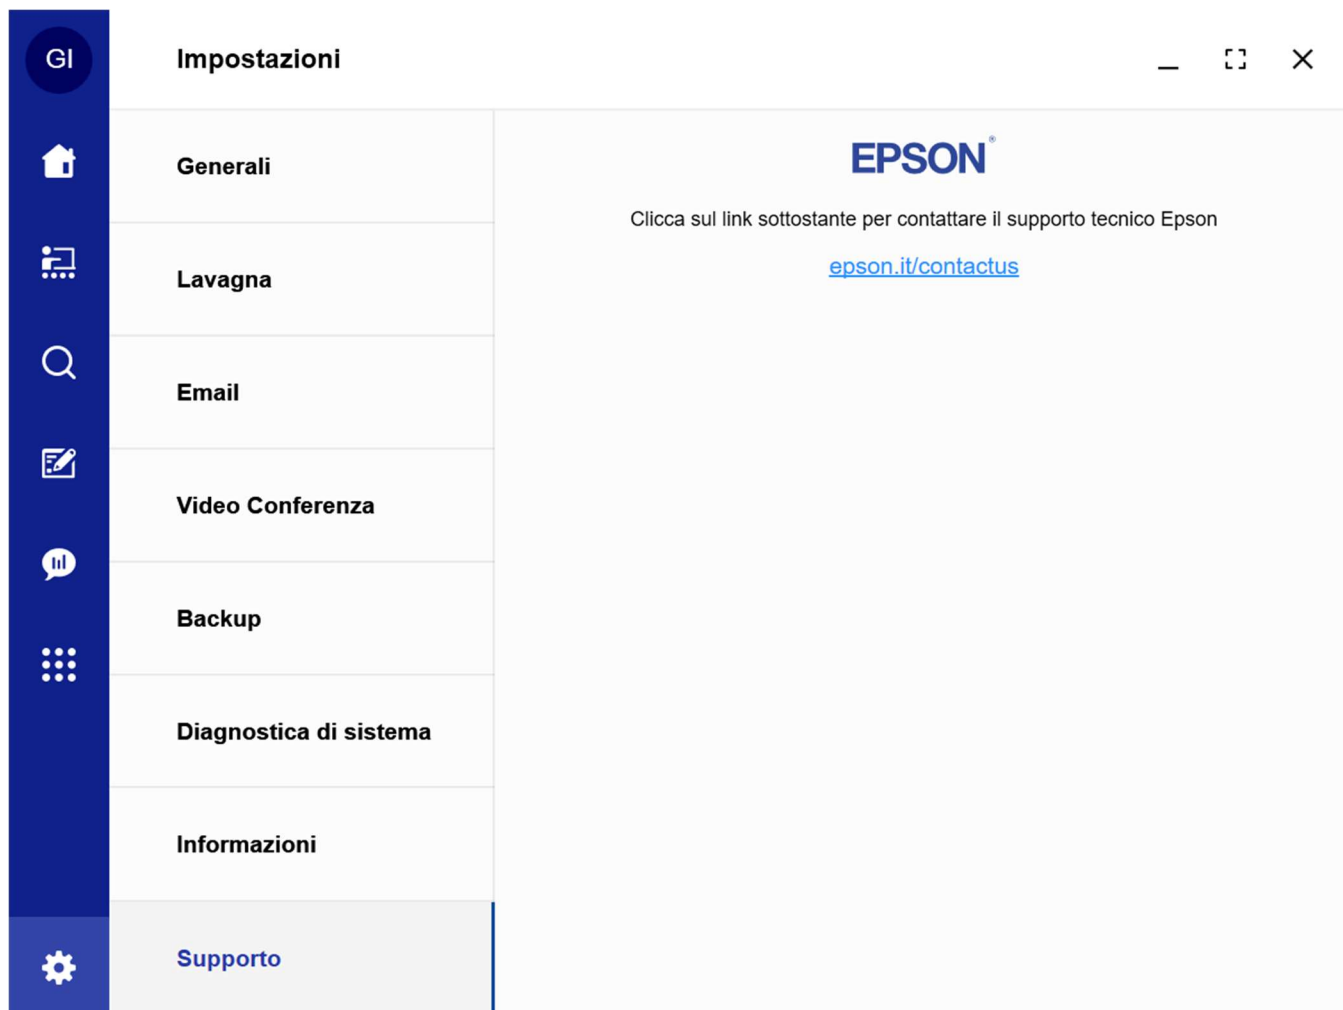 GI
Impostazioni
Generali
Lavagna
Email
Video Conferenza
Backup
Diagnostica di sistema
Informazioni
Supporto
EPSON®
Clicca sul link sottostante per contattare il supporto tecnico Epson
epson.it/contactus